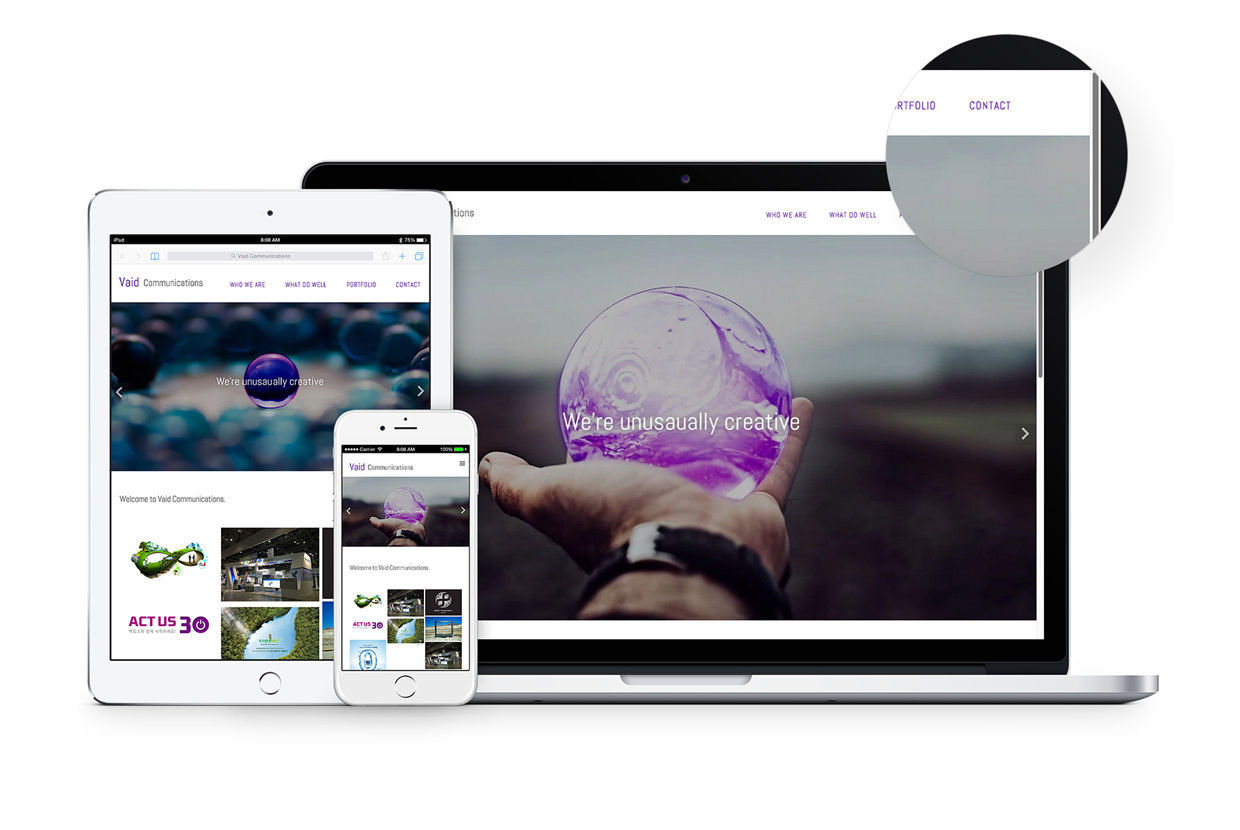 RTFOLIO CONTACT
tions WHO WE ARE WHAT DO WELL
We're unusaually creative
iPad 8:08 AM 75%
Vaid Communications
Vaid Communications WHO WE ARE WHAT DO WELL PORTFOLIO CONTACT
We're unusaually creative
Welcome to Vaid Communications.
ACT US 30
Carrier 8:08 AM 100%
Vaid Communications
Welcome to Vaid Communications.
ACT US 30